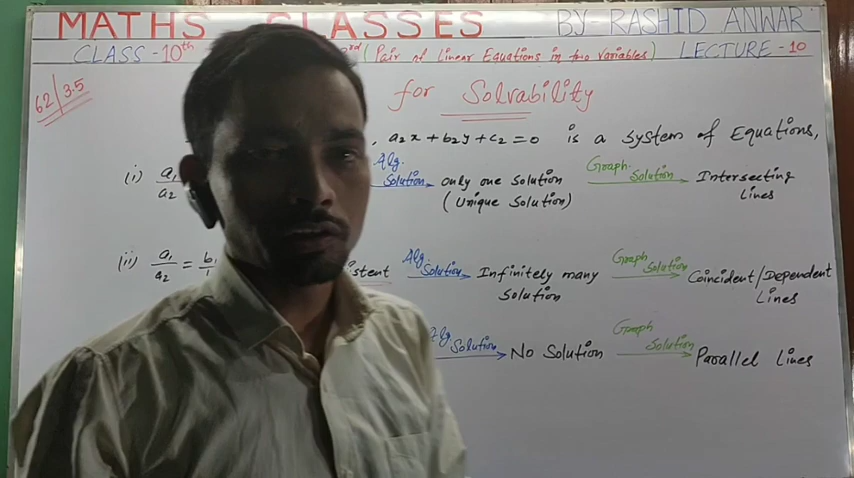 MATHS CLASSES BY-RASHID ANWAR
CLASS-10th 3rd (Pair of Linear Equations in two Variables) LECTURE-10
62/3.5
for Solvability
, a₂x+b₂y+c₂=0 is a System of Equations,
(i) a₁/a₂ Alg. Solution only one Solution (Unique Solution) Graph. Solution Intersecting Lines
(ii) a₁/a₂ = Alg. Solution Infinitely many Solution Graph Solution Coincident/Dependent Lines
Solution No Solution Graph Solution Parallel Lines